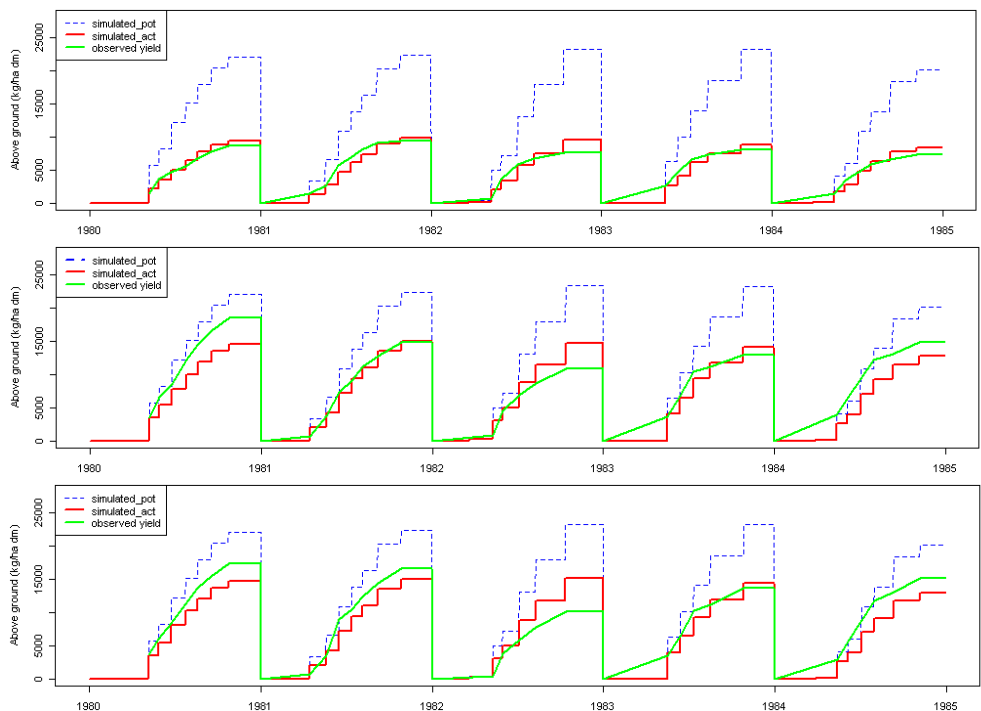 simulated_pot
simulated_act
observed yield
Above ground (kg/ha dm)
0 5000 15000 25000
1980 1981 1982 1983 1984 1985
simulated_pot
simulated_act
observed yield
Above ground (kg/ha dm)
0 5000 15000 25000
1980 1981 1982 1983 1984 1985
simulated_pot
simulated_act
observed yield
Above ground (kg/ha dm)
0 5000 15000 25000
1980 1981 1982 1983 1984 1985